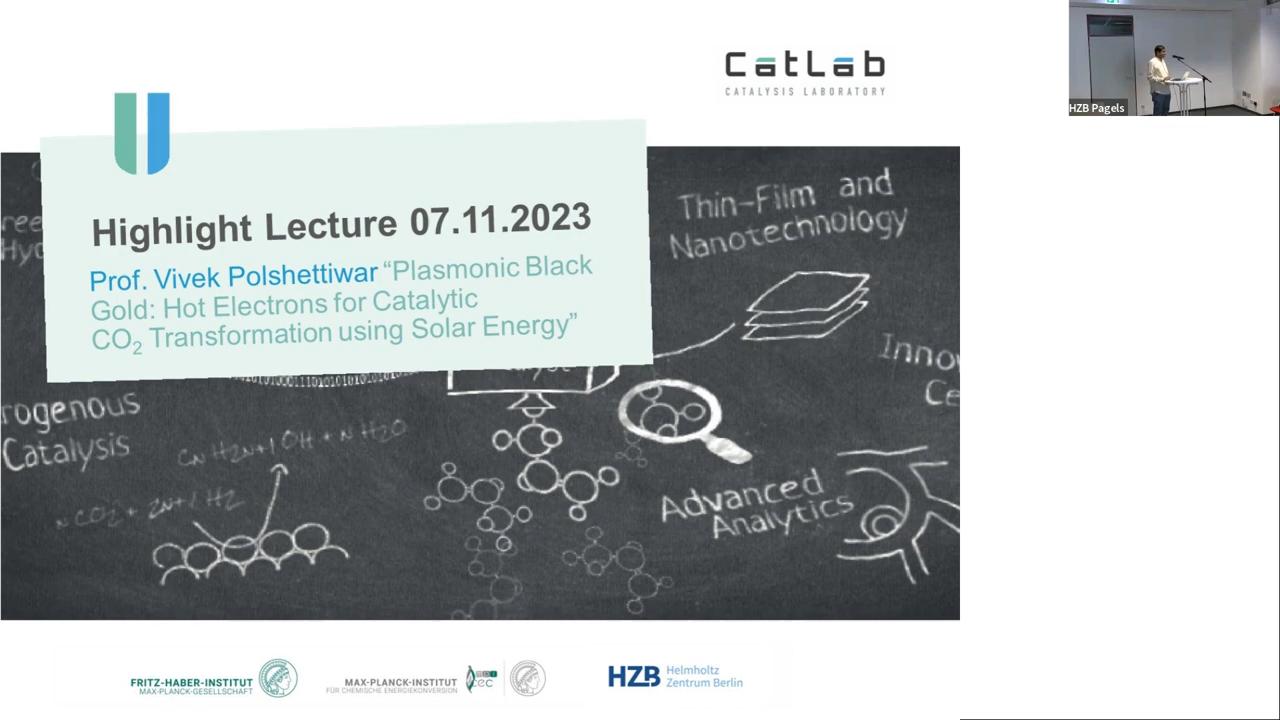 CatLab
CATALYSIS LABORATORY
HZB Pagels
Highlight Lecture 07.11.2023
Prof. Vivek Polshettiwar “Plasmonic Black
Gold: Hot Electrons for Catalytic
CO2 Transformation using Solar Energy”
Thin-Film and
Nanotechnology
Catalysis
Advanced
Analytics
FRITZ-HABER-INSTITUT
MAX-PLANCK-GESELLSCHAFT
MAX-PLANCK-INSTITUT
FÜR CHEMISCHE ENERGIEKONVERSION
cec
HZB Helmholtz
Zentrum Berlin